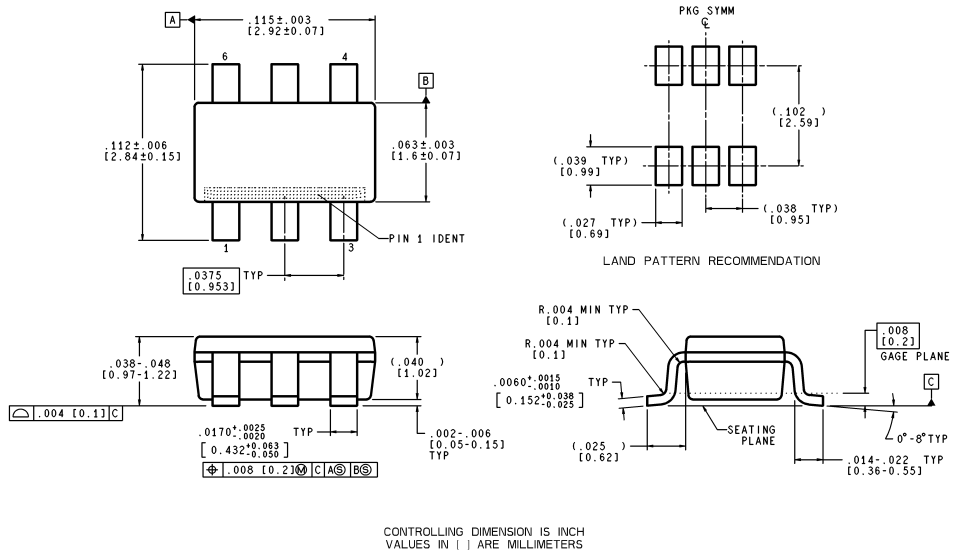 A
.115±.003
[2.92±0.07]
6
4
B
.112±.006
[2.84±0.15]
.063±.003
[1.6±0.07]
1
3
PIN 1 IDENT
.0375
[0.953]
TYP
PKG SYMM
℄
(.102 )
[2.59]
(.039 TYP)
[0.99]
(.027 TYP)
[0.69]
(.038 TYP)
[0.95]
LAND PATTERN RECOMMENDATION
.038-.048
[0.97-1.22]
(.040 )
[1.02]
⌓ .004 [0.1] C
.0170+.0025 -.0020
[0.432+0.063 -0.050]
TYP
.002-.006
[0.05-0.15]
TYP
⌖ .008 [0.2]Ⓜ C AⓈ BⓈ
R.004 MIN TYP
[0.1]
R.004 MIN TYP
[0.1]
.0060+.0015 -.0010
[0.152+0.038 -0.025]
TYP
.008
[0.2]
GAGE PLANE
C
SEATING
PLANE
0°-8° TYP
(.025 )
[0.62]
.014-.022 TYP
[0.36-0.55]
CONTROLLING DIMENSION IS INCH
VALUES IN [ ] ARE MILLIMETERS